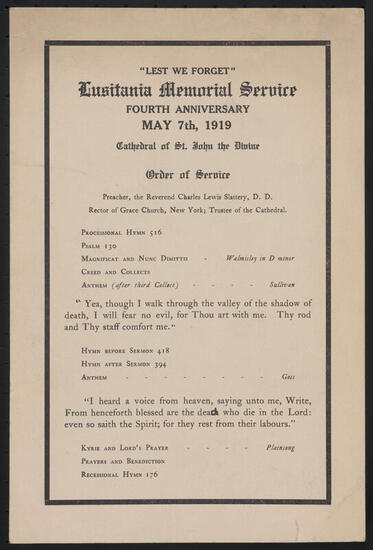 "LEST WE FORGET"
Lusitania Memorial Service
FOURTH ANNIVERSARY
MAY 7th, 1919
Cathedral of St. John the Divine
Order of Service
Preacher, the Reverend Charles Lewis Slattery, D. D.
Rector of Grace Church, New York; Trustee of the Cathedral.
Processional Hymn 516
Psalm 130
Magnificat and Nunc Dimittis - Walmisley in D minor
Creed and Collects
Anthem (after third Collect) - - - - Sullivan
"Yea, though I walk through the valley of the shadow of
death, I will fear no evil, for Thou art with me. Thy rod
and Thy staff comfort me."
Hymn before Sermon 418
Hymn after Sermon 394
Anthem - - - - - - - - Goss
"I heard a voice from heaven, saying unto me, Write,
From henceforth blessed are the dead who die in the Lord:
even so saith the Spirit; for they rest from their labours."
Kyrie and Lord's Prayer - - - - Plainsong
Prayers and Benediction
Recessional Hymn 176